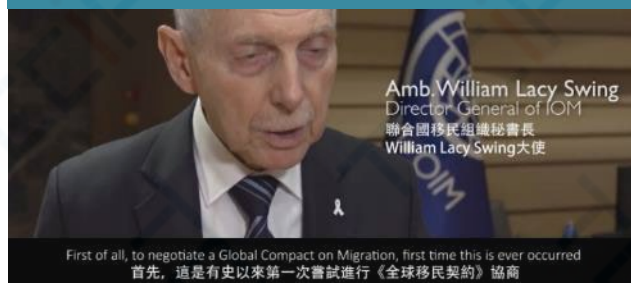 Amb. William Lacy Swing
Director General of IOM
聯合國移民組織秘書長
William Lacy Swing大使
IOM
First of all, to negotiate a Global Compact on Migration, first time this is ever occurred
首先，這是有史以來第一次嘗試進行《全球移民契約》協商